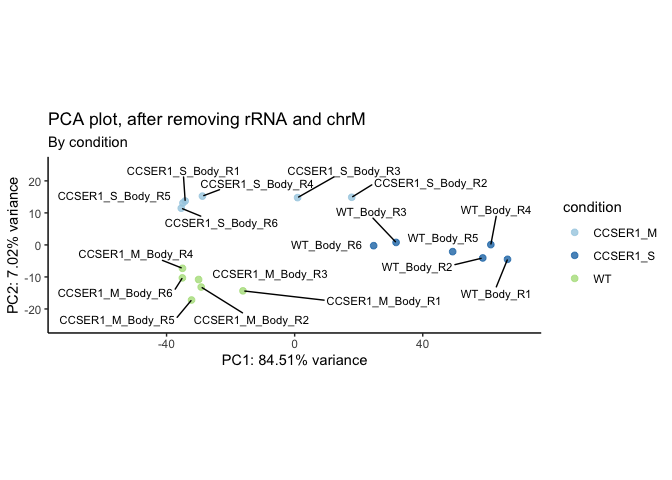 PCA plot, after removing rRNA and chrM
By condition
CCSER1_S_Body_R1
CCSER1_S_Body_R3
CCSER1_S_Body_R4
CCSER1_S_Body_R2
CCSER1_S_Body_R5
WT_Body_R3
WT_Body_R4
CCSER1_S_Body_R6
WT_Body_R6
WT_Body_R5
CCSER1_M_Body_R4
WT_Body_R2
CCSER1_M_Body_R3
CCSER1_M_Body_R6
WT_Body_R1
CCSER1_M_Body_R1
CCSER1_M_Body_R5
CCSER1_M_Body_R2
20
10
0
-10
-20
PC2: 7.02% variance
-40
0
40
PC1: 84.51% variance
condition
CCSER1_M
CCSER1_S
WT